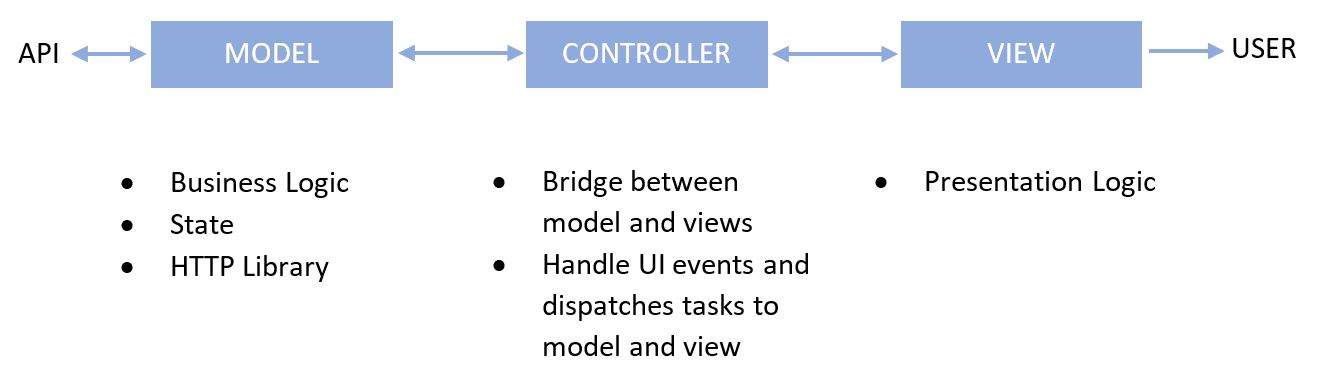 API MODEL CONTROLLER VIEW USER
• Business Logic
• State
• HTTP Library
• Bridge between
model and views
• Handle UI events and
dispatches tasks to
model and view
• Presentation Logic